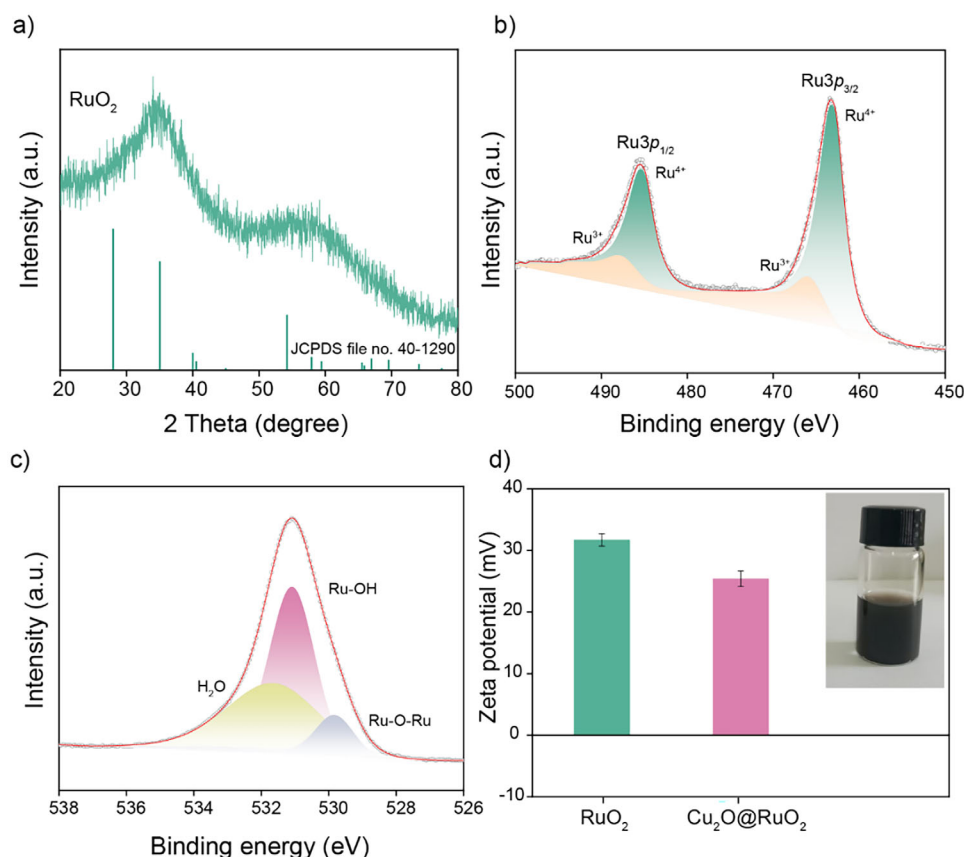 a)
RuO₂
Intensity (a.u.)
JCPDS file no. 40-1290
20 30 40 50 60 70 80
2 Theta (degree)
b)
Ru3p₃/₂
Ru⁴⁺
Ru3p₁/₂
Ru⁴⁺
Ru³⁺
Ru³⁺
Intensity (a.u.)
500 490 480 470 460 450
Binding energy (eV)
c)
Ru-OH
H₂O
Ru-O-Ru
Intensity (a.u.)
538 536 534 532 530 528 526
Binding energy (eV)
d)
Zeta potential (mV)
40
30
20
10
0
-10
RuO₂ Cu₂O@RuO₂